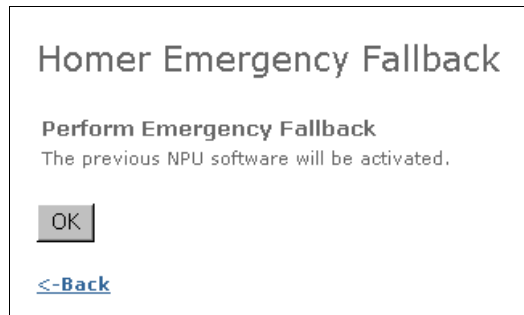 Homer Emergency Fallback
Perform Emergency Fallback
The previous NPU software will be activated.
OK
<-Back